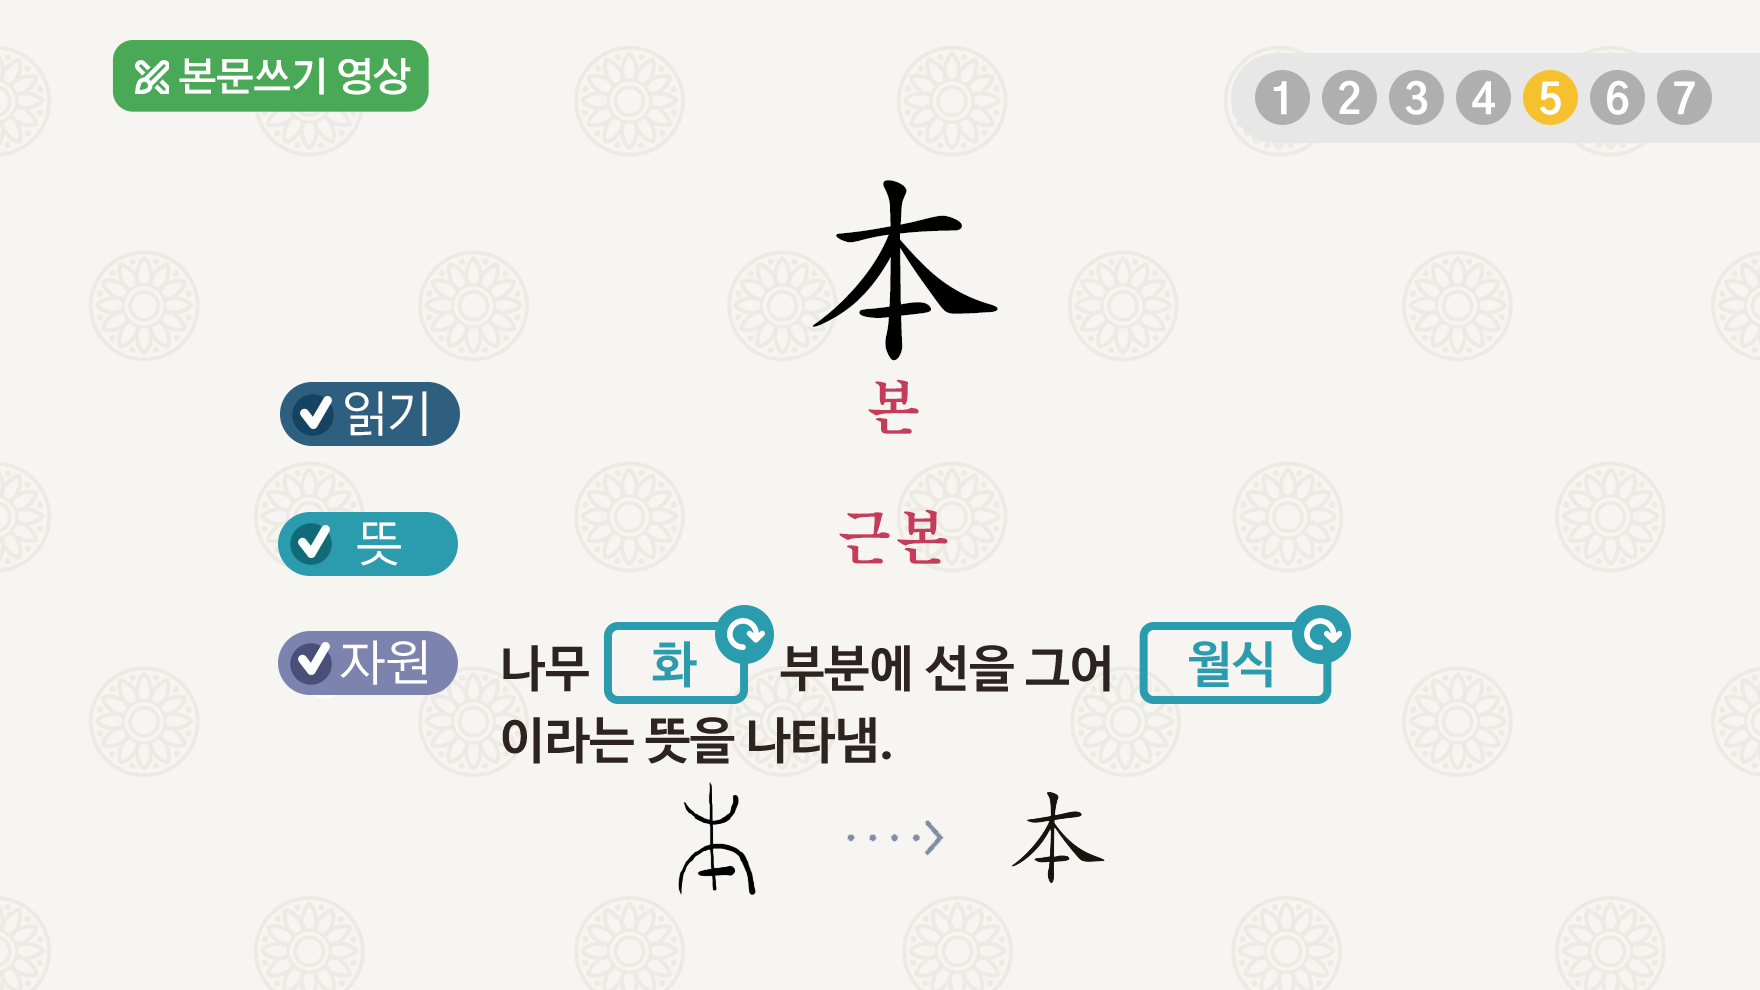 본문쓰기 영상
1 2 3 4 5 6 7
本
읽기 본
뜻 근본
자원 나무 화 부분에 선을 그어 월식
이라는 뜻을 나타냄.
本